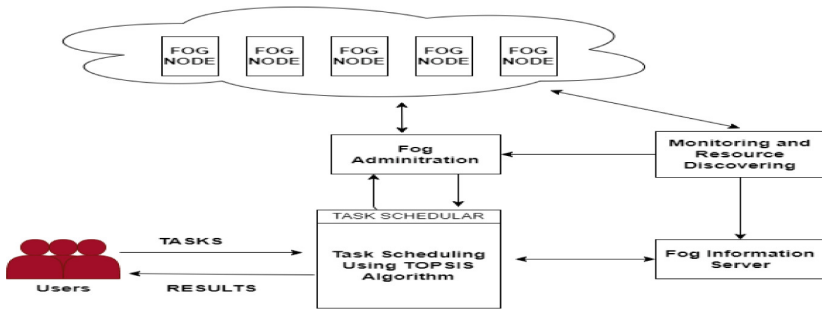 FOG NODE
FOG NODE
FOG NODE
FOG NODE
FOG NODE
Fog
Adminitration
Monitoring and
Resource
Discovering
TASK SCHEDULAR
Task Scheduling
Using TOPSIS
Algorithm
TASKS
RESULTS
Users
Fog Information
Server